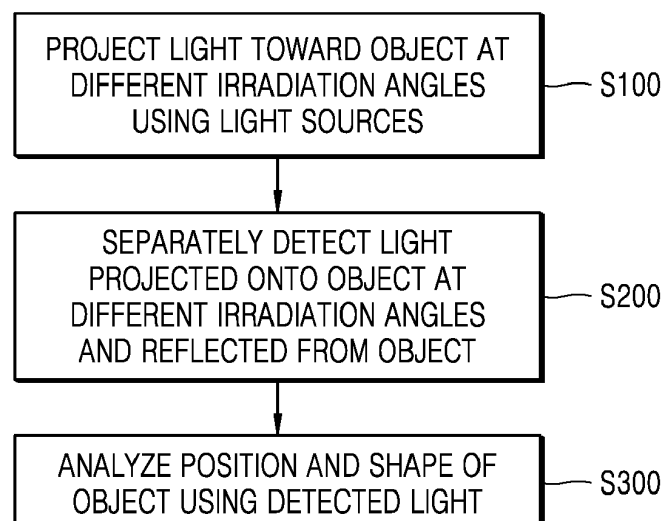 PROJECT LIGHT TOWARD OBJECT AT
DIFFERENT IRRADIATION ANGLES
USING LIGHT SOURCES
S100
SEPARATELY DETECT LIGHT
PROJECTED ONTO OBJECT AT
DIFFERENT IRRADIATION ANGLES
AND REFLECTED FROM OBJECT
S200
ANALYZE POSITION AND SHAPE OF
OBJECT USING DETECTED LIGHT
S300